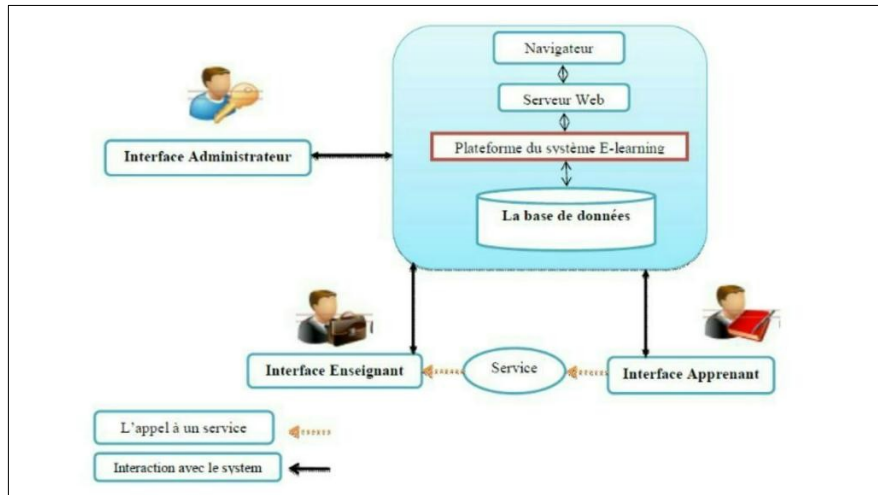 Navigateur
Serveur Web
Plateforme du système E-learning
La base de données
Interface Administrateur
Interface Enseignant
Service
Interface Apprenant
L'appel à un service
Interaction avec le system